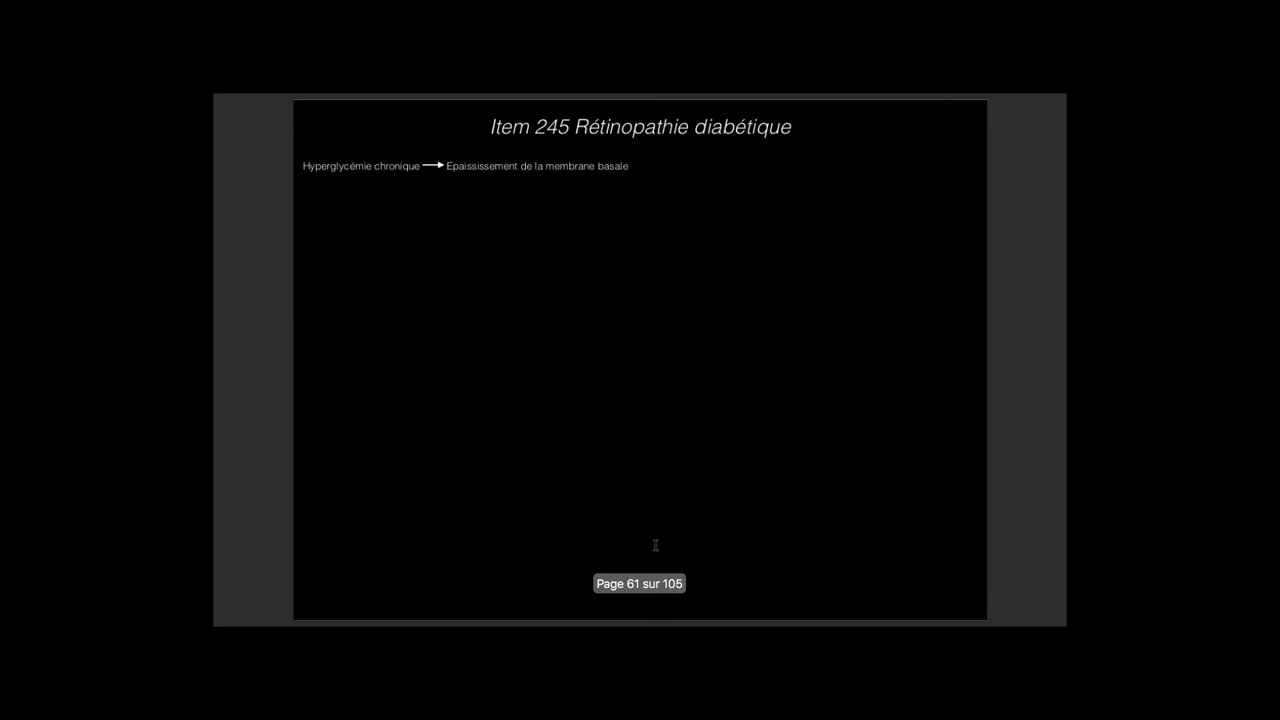 Item 245 Rétinopathie diabétique
Hyperglycémie chronique → Epaississement de la membrane basale
Page 61 sur 105